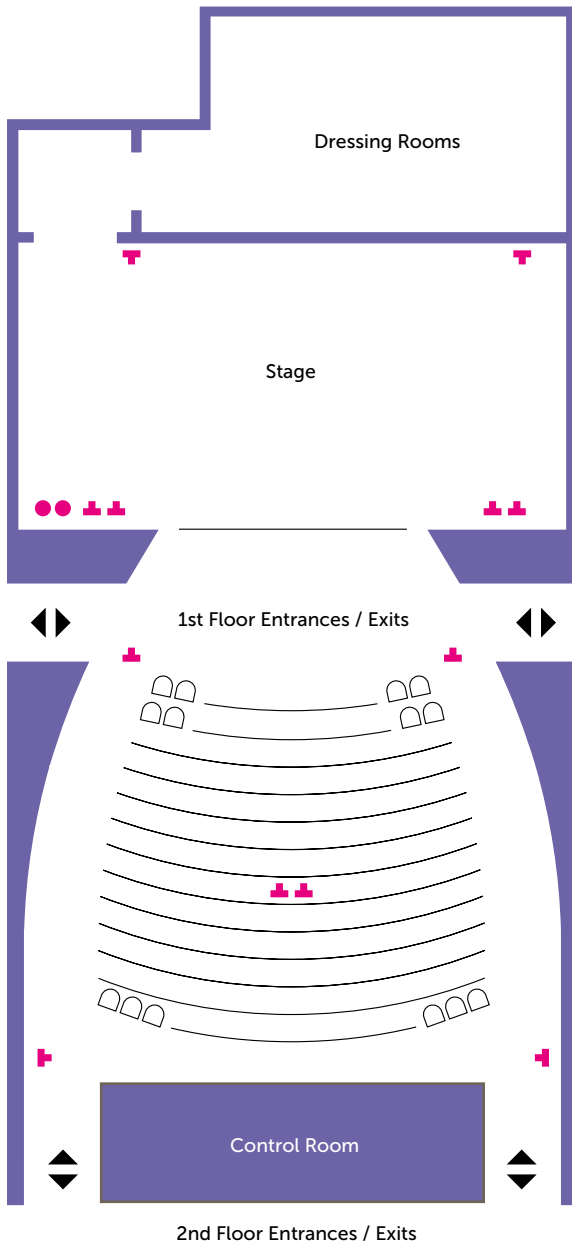 Dressing Rooms
Stage
1st Floor Entrances / Exits
Control Room
2nd Floor Entrances / Exits